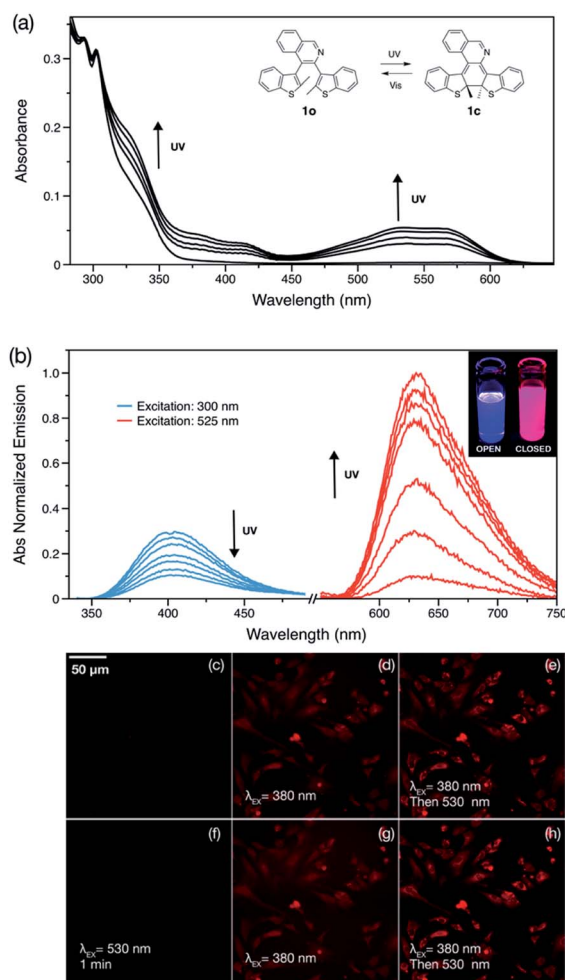 (a)
0.3
0.2
0.1
0
Absorbance
UV
UV
N
S
S
1o
UV
Vis
N
S
S
1c
300
350
400
450
500
550
600
Wavelength (nm)
(b)
1.0
0.8
0.6
0.4
0.2
0
Abs Normalized Emission
Excitation: 300 nm
Excitation: 525 nm
UV
UV
OPEN
CLOSED
350
400
450
600
650
700
750
Wavelength (nm)
50 µm
(c)
(d)
λEX= 380 nm
(e)
λEX= 380 nm
Then 530 nm
(f)
λEX= 530 nm
1 min
(g)
λEX= 380 nm
(h)
λEX= 380 nm
Then 530 nm